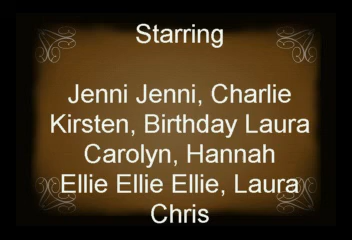 Starring
Jenni Jenni, Charlie
Kirsten, Birthday Laura
Carolyn, Hannah
Ellie Ellie Ellie, Laura
Chris